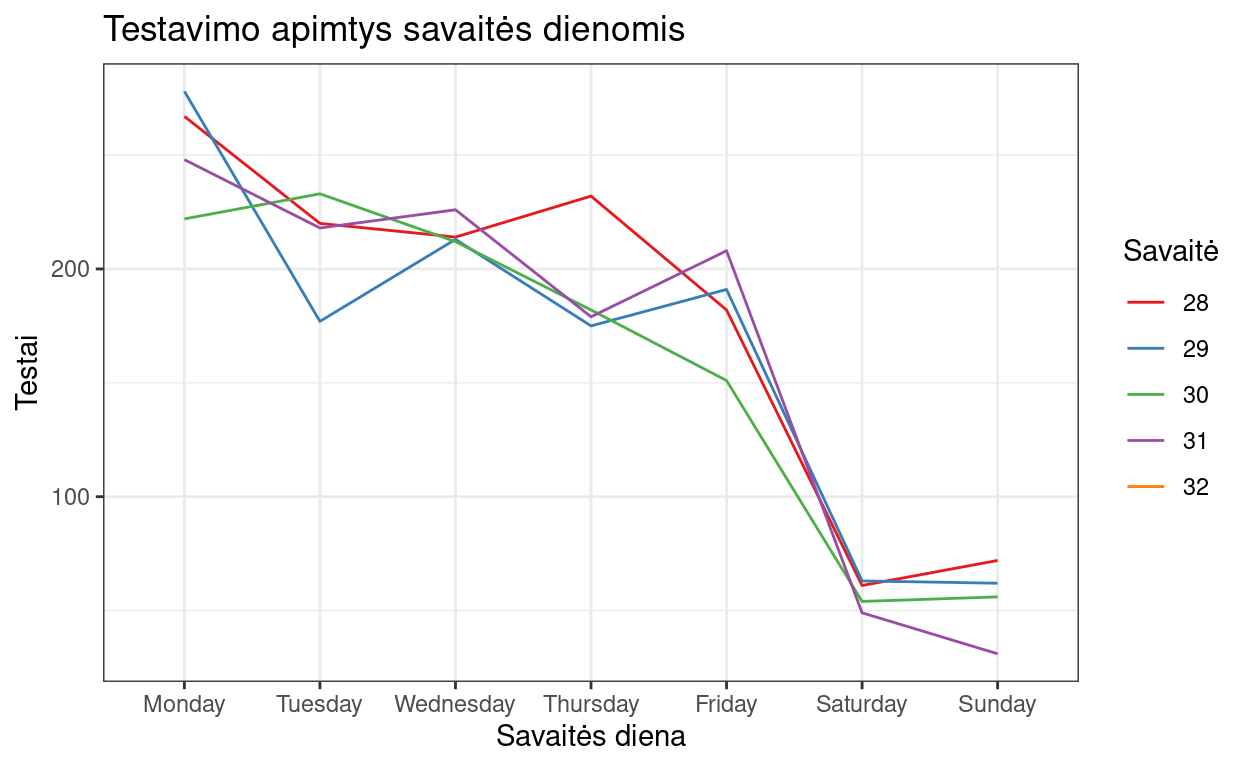 Testavimo apimtys savaitės dienomis
Testai
200
100
Monday Tuesday Wednesday Thursday Friday Saturday Sunday
Savaitės diena
Savaitė
28
29
30
31
32